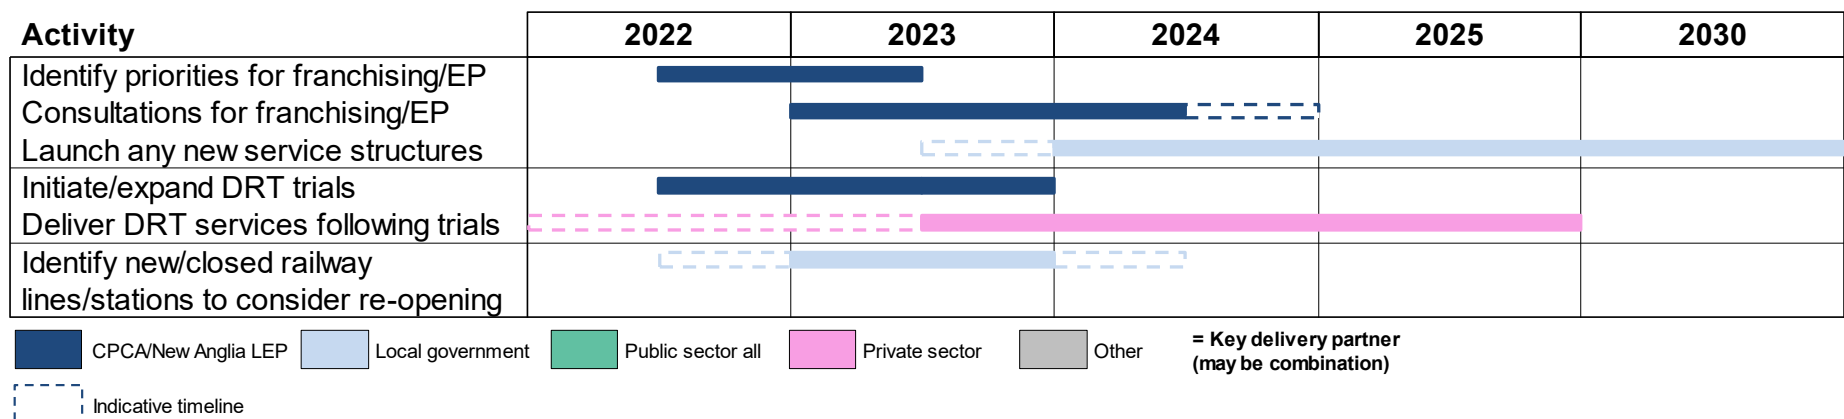 Activity 2022 2023 2024 2025 2030
Identify priorities for franchising/EP
Consultations for franchising/EP
Launch any new service structures
Initiate/expand DRT trials
Deliver DRT services following trials
Identify new/closed railway
lines/stations to consider re-opening
CPCA/New Anglia LEP Local government Public sector all Private sector Other = Key delivery partner
(may be combination)
Indicative timeline